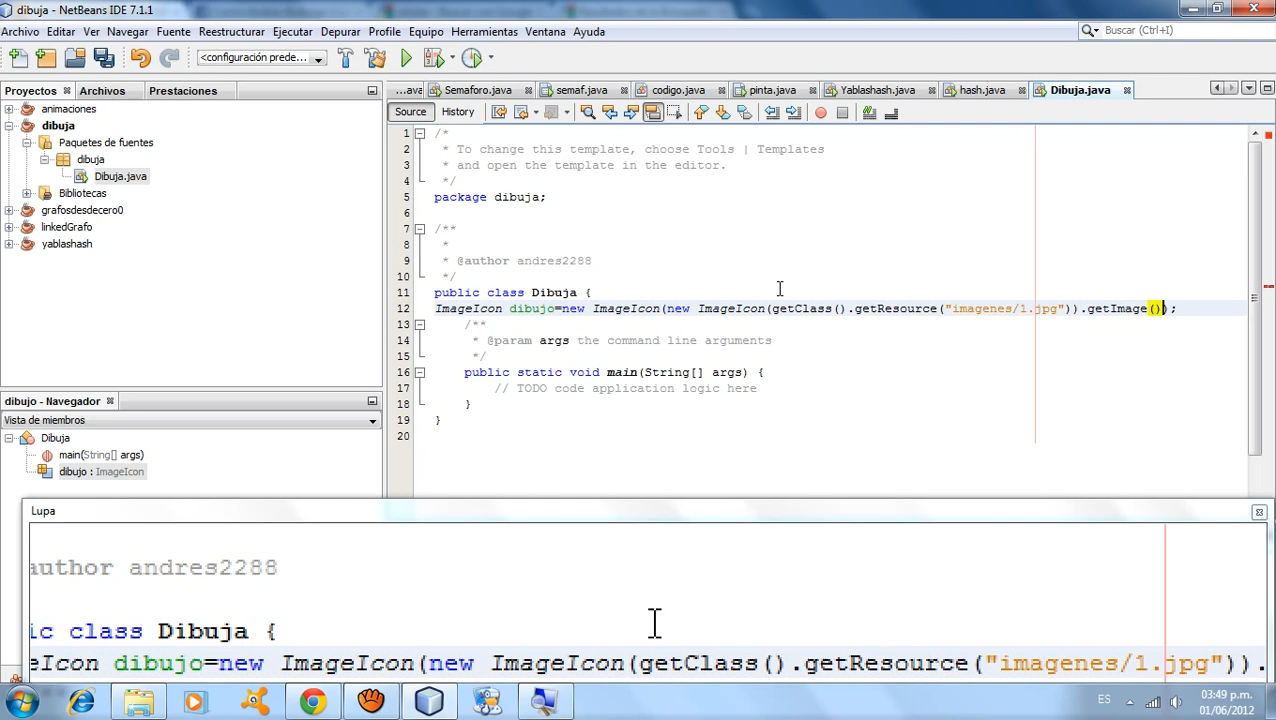 dibuja - NetBeans IDE 7.1.1
Archivo Editar Ver Navegar Fuente Reestructurar Ejecutar Depurar Profile Equipo Herramientas Ventana Ayuda
Buscar (Ctrl+I)
<configuración prede...
Proyectos Archivos Prestaciones
...ava Semaforo.java semaf.java codigo.java pinta.java Yablashash.java hash.java Dibuja.java
Source History
animaciones
dibuja
Paquetes de fuentes
dibuja
Dibuja.java
Bibliotecas
grafosdesdecero0
linkedGrafo
yablashash
1 /*
2 * To change this template, choose Tools | Templates
3 * and open the template in the editor.
4 */
5 package dibuja;
6
7 /**
8 *
9 * @author andres2288
10 */
11 public class Dibuja {
12 ImageIcon dibujo=new ImageIcon(new ImageIcon(getClass().getResource("imagenes/1.jpg")).getImage());
13 /**
14 * @param args the command line arguments
15 */
16 public static void main(String[] args) {
17 // TODO code application logic here
18 }
19 }
20
dibujo - Navegador
Vista de miembros
Dibuja
main(String[] args)
dibujo : ImageIcon
Lupa
author andres2288
ic class Dibuja {
eIcon dibujo=new ImageIcon(new ImageIcon(getClass().getResource("imagenes/1.jpg")).
ES
03:49 p.m.
01/06/2012